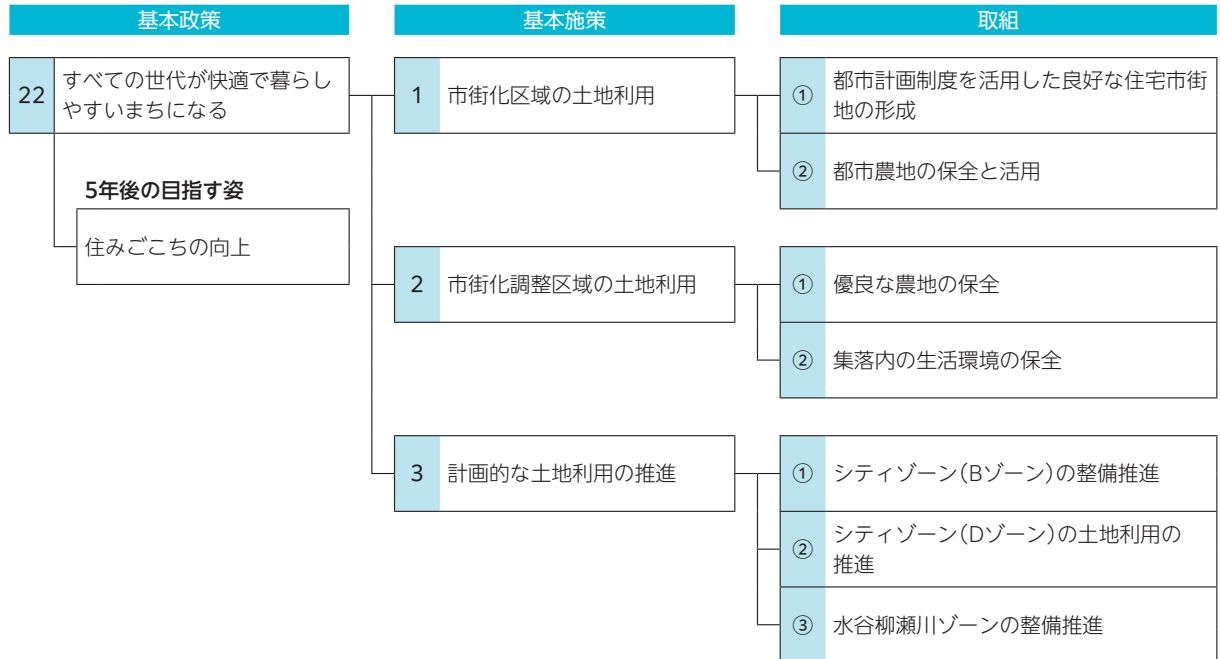 基本政策
基本施策
取組
22
すべての世代が快適で暮らし
やすいまちになる
5年後の目指す姿
住みごこちの向上
1
市街化区域の土地利用
①
都市計画制度を活用した良好な住宅市街
地の形成
②
都市農地の保全と活用
2
市街化調整区域の土地利用
①
優良な農地の保全
②
集落内の生活環境の保全
3
計画的な土地利用の推進
①
シティゾーン(Bゾーン)の整備推進
②
シティゾーン(Dゾーン)の土地利用の
推進
③
水谷柳瀬川ゾーンの整備推進